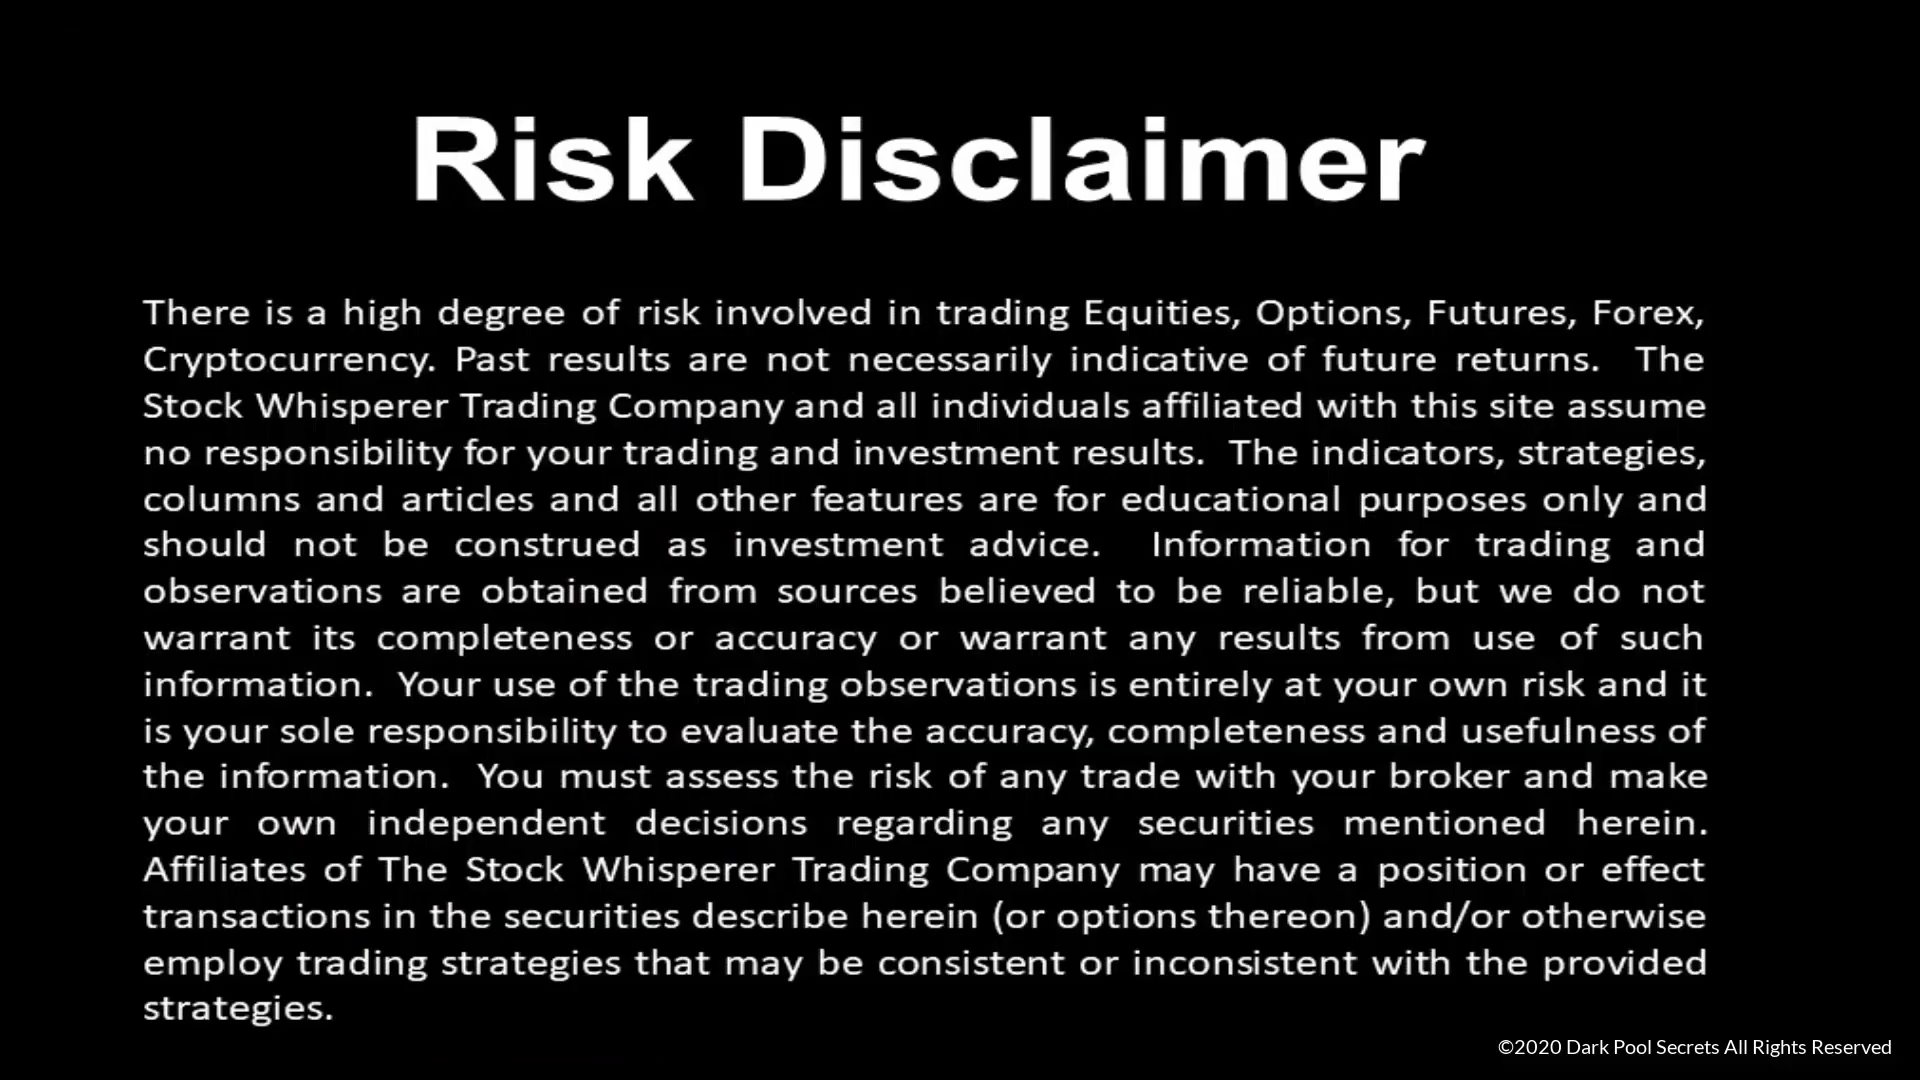 Risk Disclaimer
There is a high degree of risk involved in trading Equities, Options, Futures, Forex,
Cryptocurrency. Past results are not necessarily indicative of future returns. The
Stock Whisperer Trading Company and all individuals affiliated with this site assume
no responsibility for your trading and investment results. The indicators, strategies,
columns and articles and all other features are for educational purposes only and
should not be construed as investment advice. Information for trading and
observations are obtained from sources believed to be reliable, but we do not
warrant its completeness or accuracy or warrant any results from use of such
information. Your use of the trading observations is entirely at your own risk and it
is your sole responsibility to evaluate the accuracy, completeness and usefulness of
the information. You must assess the risk of any trade with your broker and make
your own independent decisions regarding any securities mentioned herein.
Affiliates of The Stock Whisperer Trading Company may have a position or effect
transactions in the securities describe herein (or options thereon) and/or otherwise
employ trading strategies that may be consistent or inconsistent with the provided
strategies.
©2020 Dark Pool Secrets All Rights Reserved